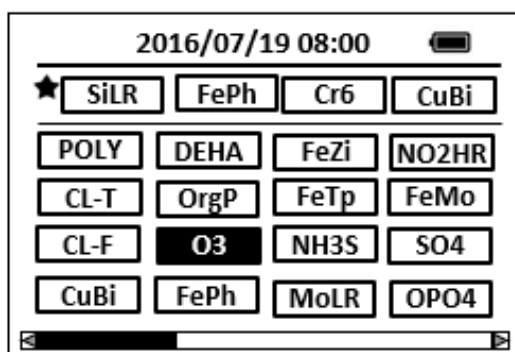 2016/07/19 08:00
SiLR FePh Cr6 CuBi
POLY DEHA FeZi NO2HR
CL-T OrgP FeTp FeMo
CL-F O3 NH3S SO4
CuBi FePh MoLR OPO4